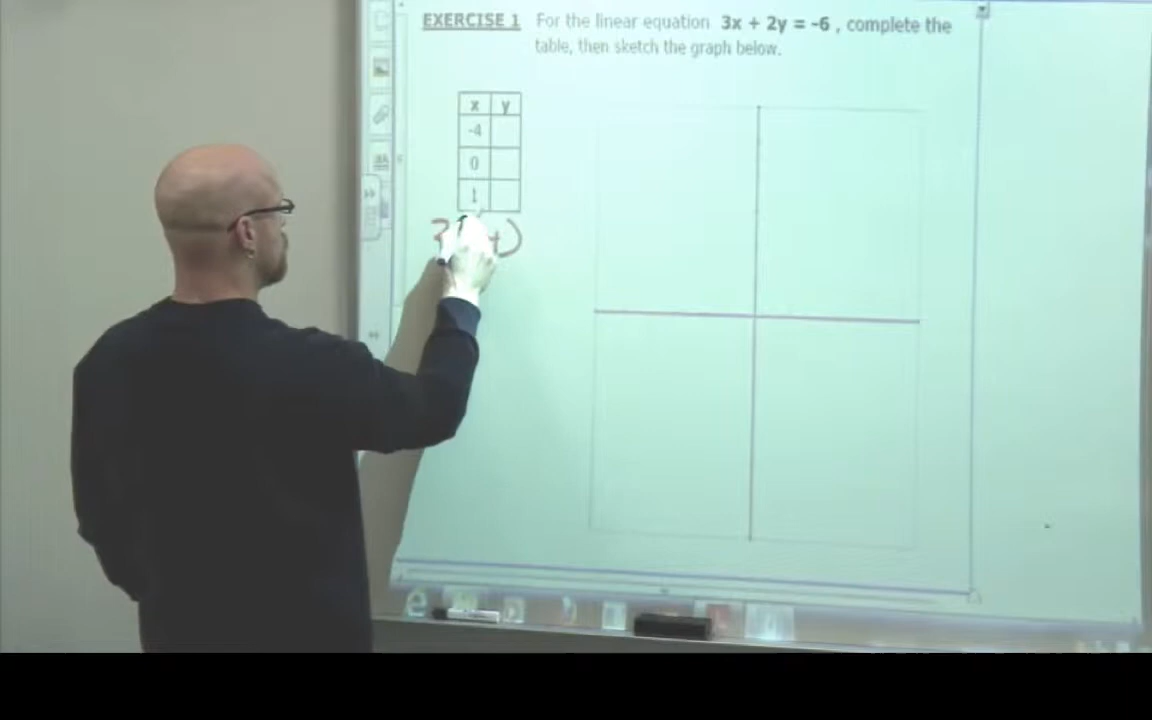 EXERCISE 1 For the linear equation 3x + 2y = -6 , complete the
table, then sketch the graph below.
x y
-4
0
1